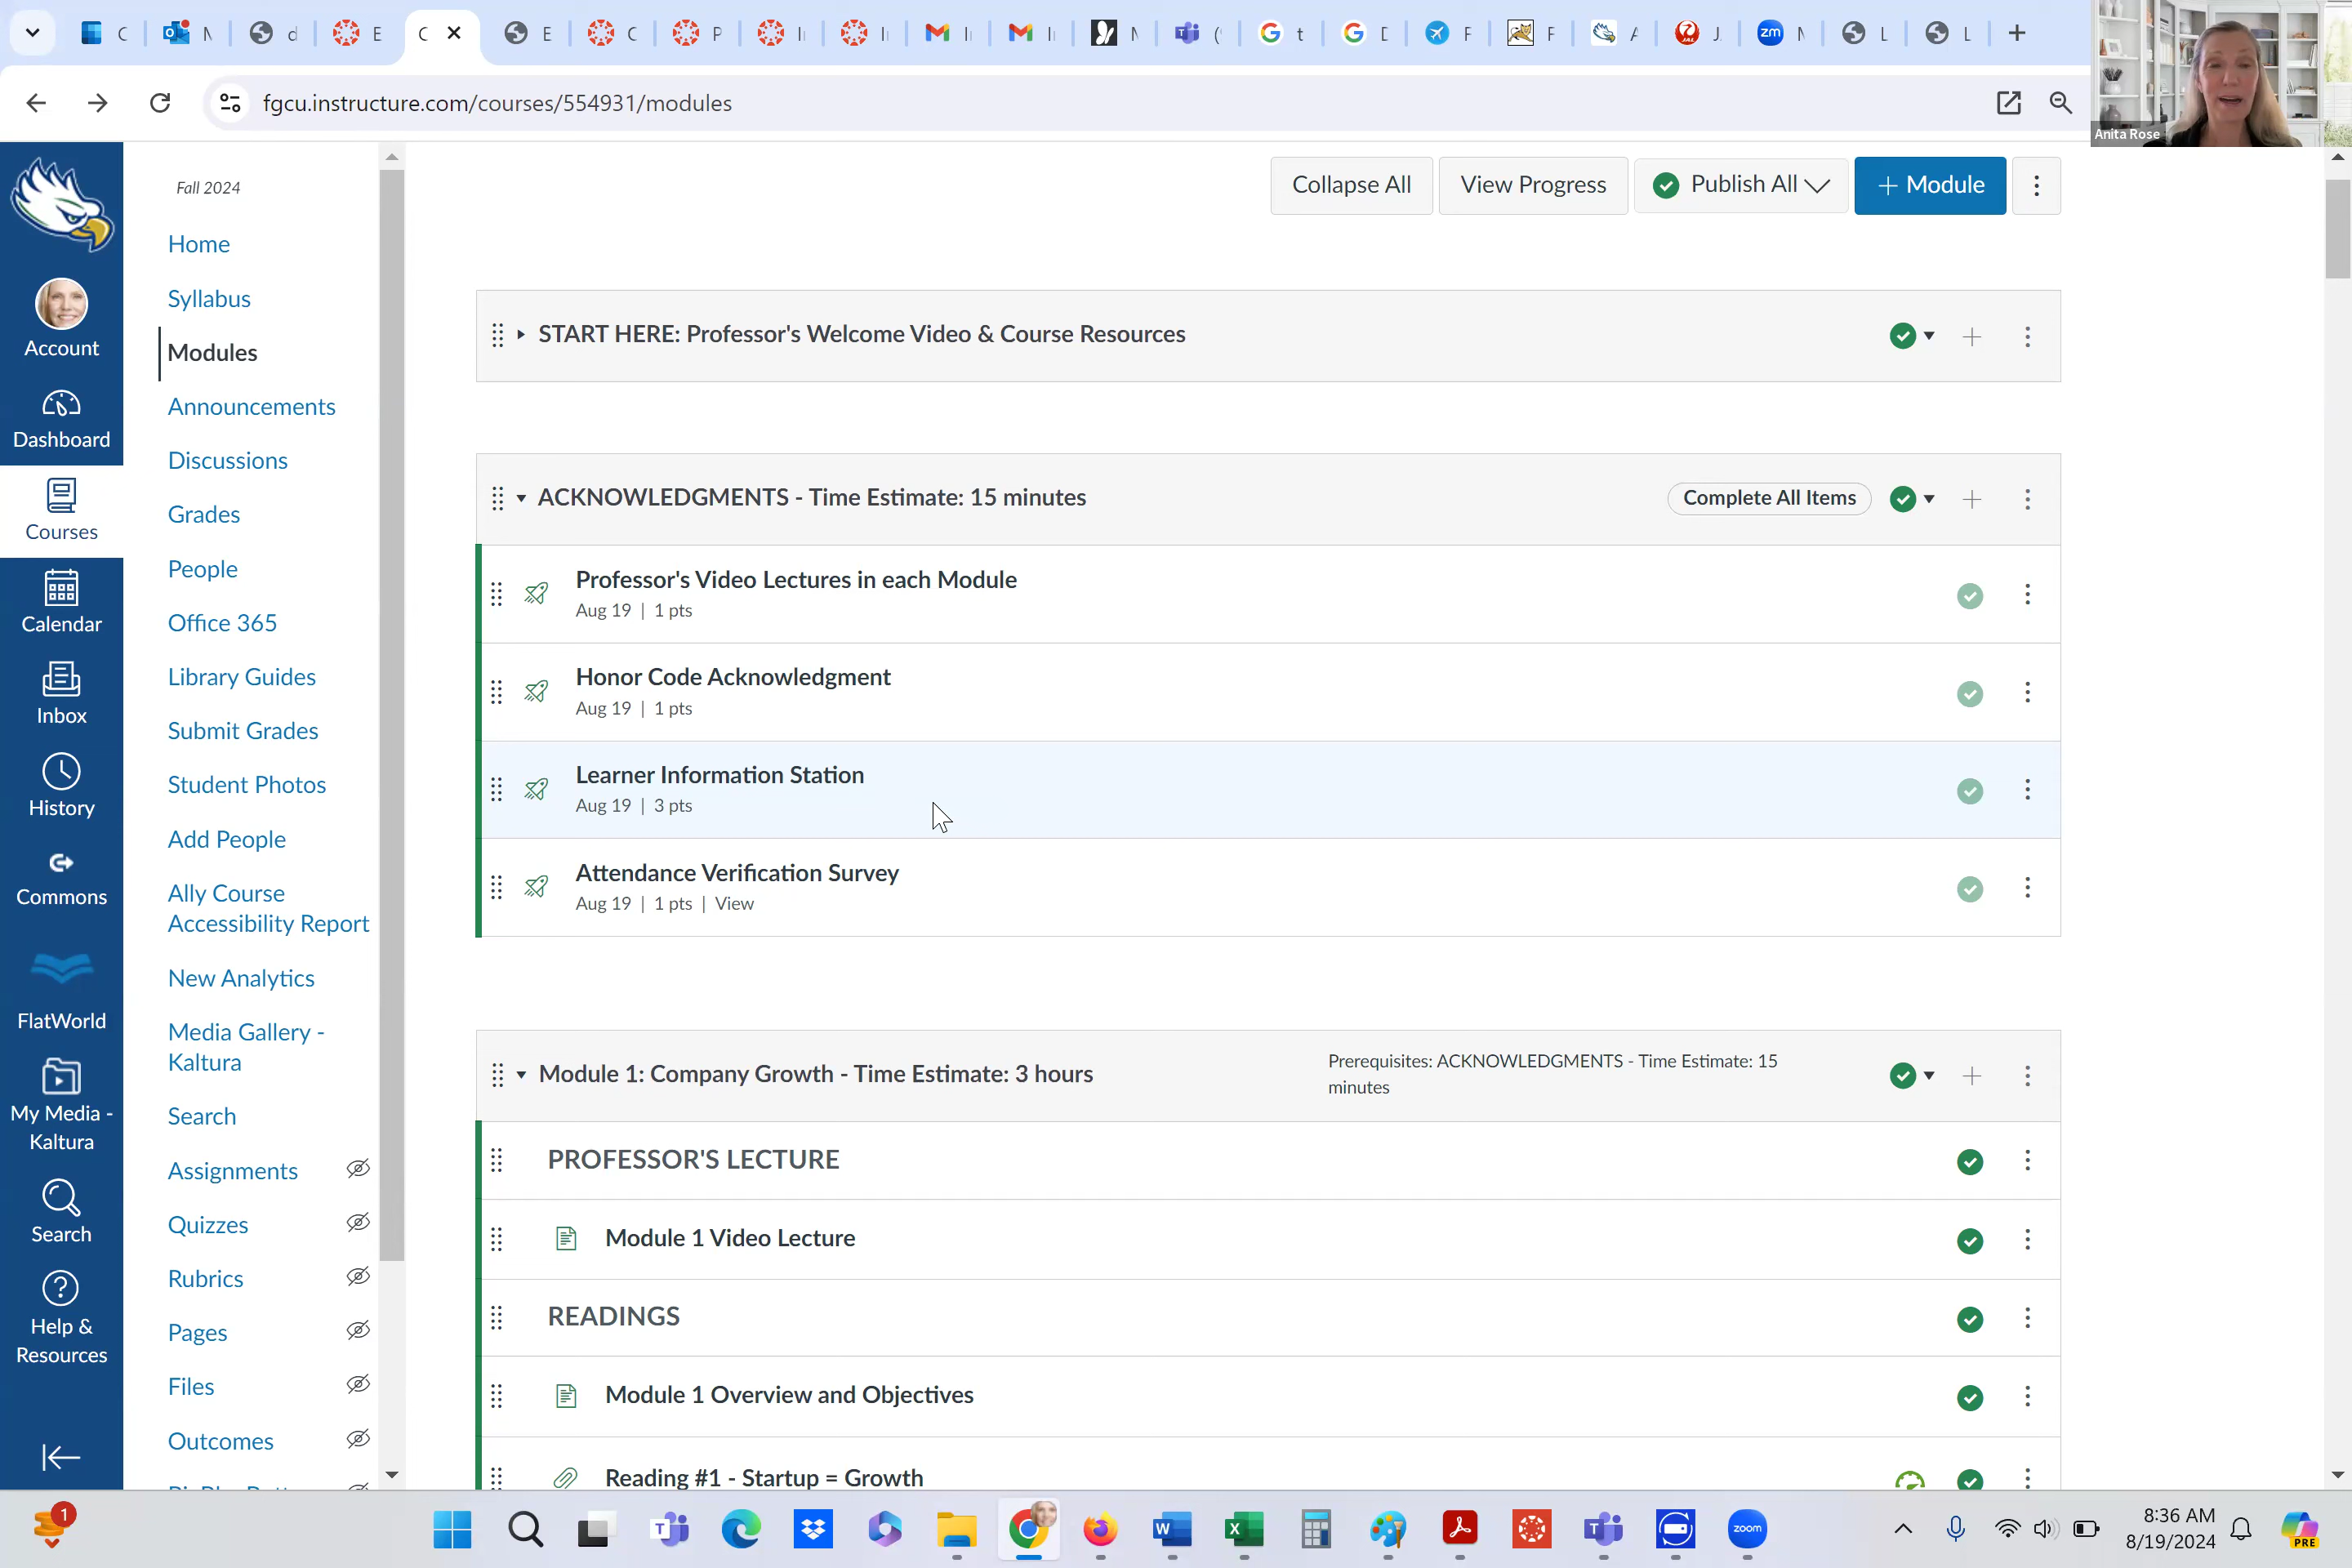 C
N
d
E
C
E
C
P
I
I
I
I
N
t
D
F
F
A
J
zm
N
L
L
fgcu.instructure.com/courses/554931/modules
Anita Rose
Account
Dashboard
Courses
Calendar
Inbox
History
Commons
FlatWorld
My Media -
Kaltura
Search
Help &
Resources
Fall 2024
Home
Syllabus
Modules
Announcements
Discussions
Grades
People
Office 365
Library Guides
Submit Grades
Student Photos
Add People
Ally Course
Accessibility Report
New Analytics
Media Gallery -
Kaltura
Search
Assignments
Quizzes
Rubrics
Pages
Files
Outcomes
Collapse All
View Progress
Publish All
+ Module
START HERE: Professor's Welcome Video & Course Resources
ACKNOWLEDGMENTS - Time Estimate: 15 minutes
Complete All Items
Professor's Video Lectures in each Module
Aug 19 | 1 pts
Honor Code Acknowledgment
Aug 19 | 1 pts
Learner Information Station
Aug 19 | 3 pts
Attendance Verification Survey
Aug 19 | 1 pts | View
Module 1: Company Growth - Time Estimate: 3 hours
Prerequisites: ACKNOWLEDGMENTS - Time Estimate: 15
minutes
PROFESSOR'S LECTURE
Module 1 Video Lecture
READINGS
Module 1 Overview and Objectives
Reading #1 - Startup = Growth
1
zoom
8:36 AM
8/19/2024
PRE